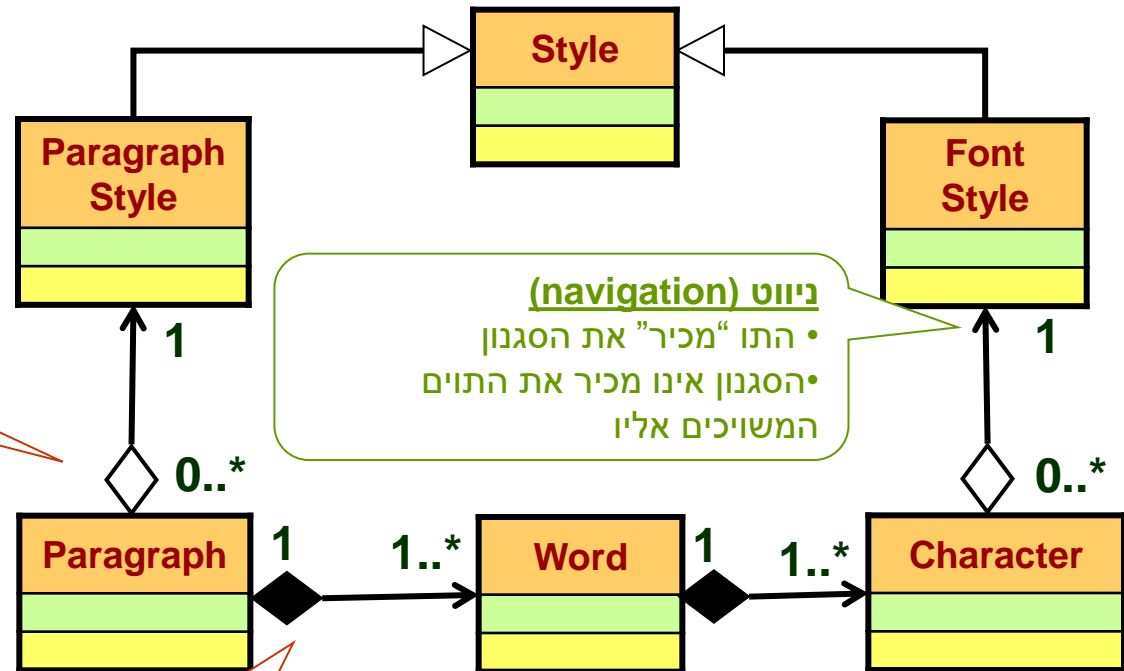 Style
Paragraph
Style
Font
Style
ניווט (navigation)
• התו “מכיר” את הסגנון
•הסגנון אינו מכיר את התוים
המשויכים אליו
1
1
0..*
0..*
Paragraph
1
1..*
Word
1
1..*
Character